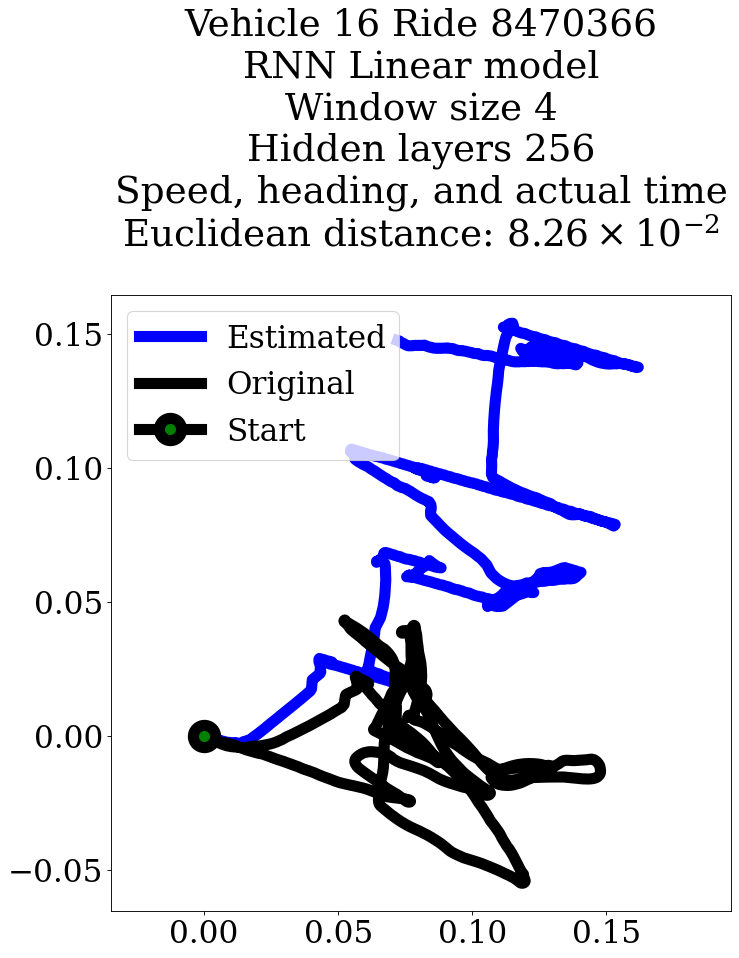 Vehicle 16 Ride 8470366
RNN Linear model
Window size 4
Hidden layers 256
Speed, heading, and actual time
Euclidean distance: 8.26 × 10⁻²
Estimated
Original
Start
0.15
0.10
0.05
0.00
−0.05
0.00 0.05 0.10 0.15